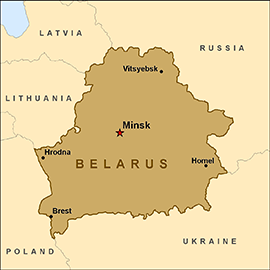 LATVIA
RUSSIA
Vitsyebsk
LITHUANIA
Minsk
Hrodna
BELARUS
Homel
Brest
POLAND
UKRAINE